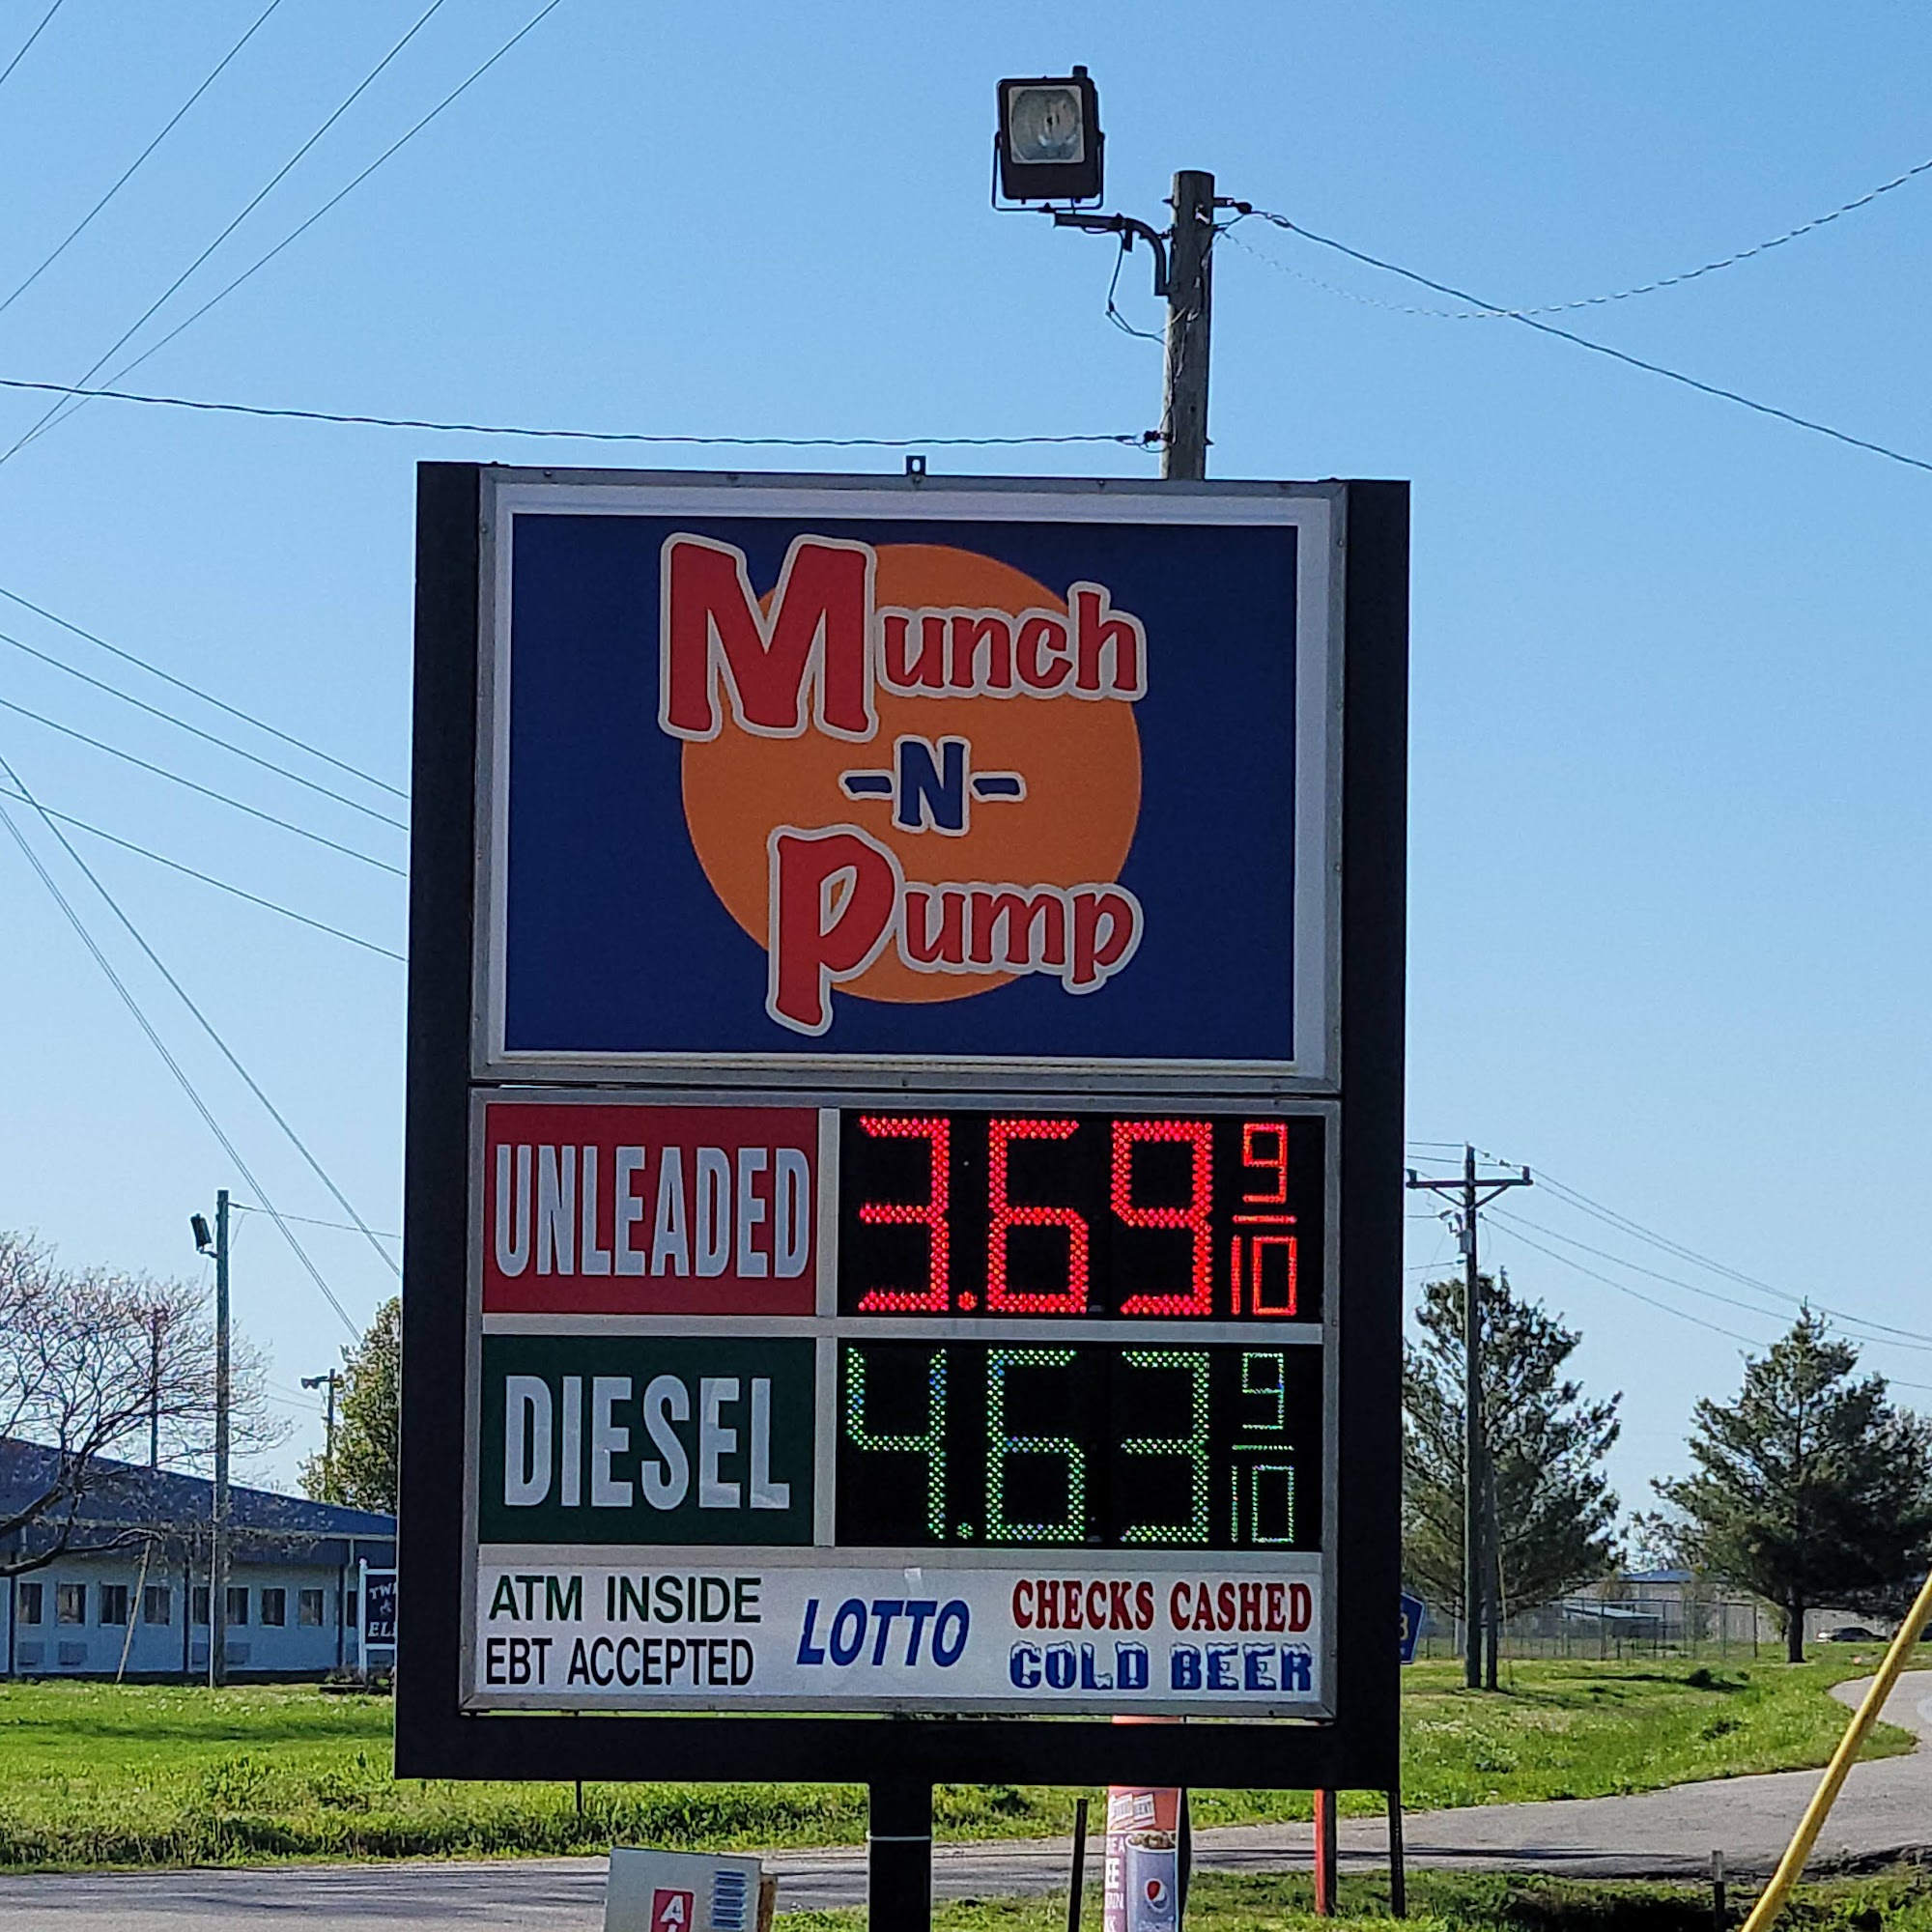 Munch
-N-
Pump
UNLEADED 3.69 9/10
DIESEL 4.63 9/10
ATM INSIDE
EBT ACCEPTED
LOTTO
CHECKS CASHED
COLD BEER